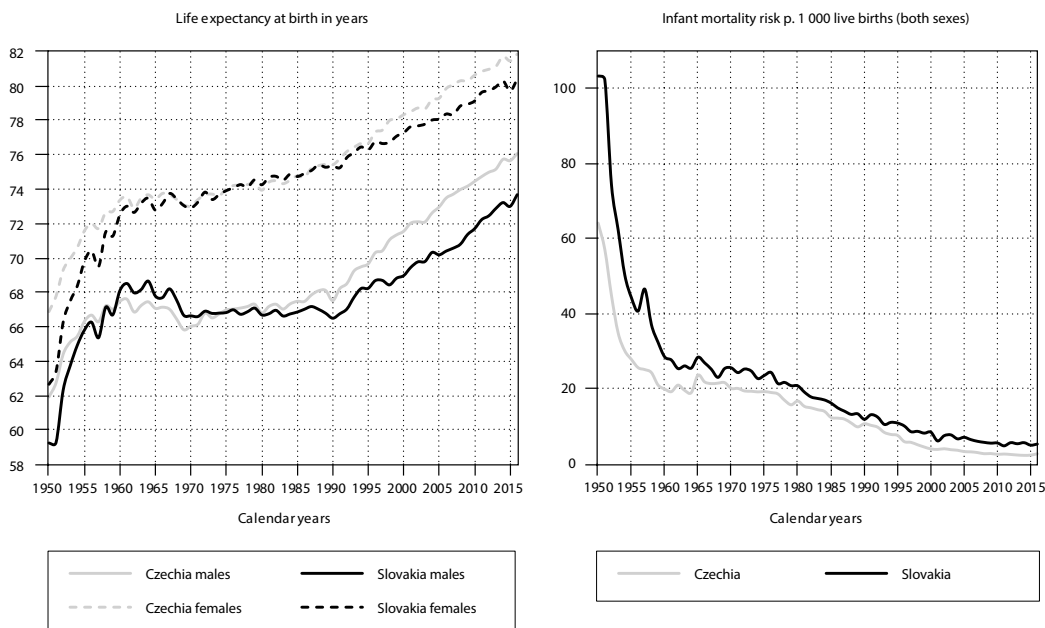 Life expectancy at birth in years
82
80
78
76
74
72
70
68
66
64
62
60
58
1950 1955 1960 1965 1970 1975 1980 1985 1990 1995 2000 2005 2010 2015
Calendar years
Czechia males
Slovakia males
Czechia females
Slovakia females
Infant mortality risk p. 1 000 live births (both sexes)
100
80
60
40
20
0
1950 1955 1960 1965 1970 1975 1980 1985 1990 1995 2000 2005 2010 2015
Calendar years
Czechia
Slovakia